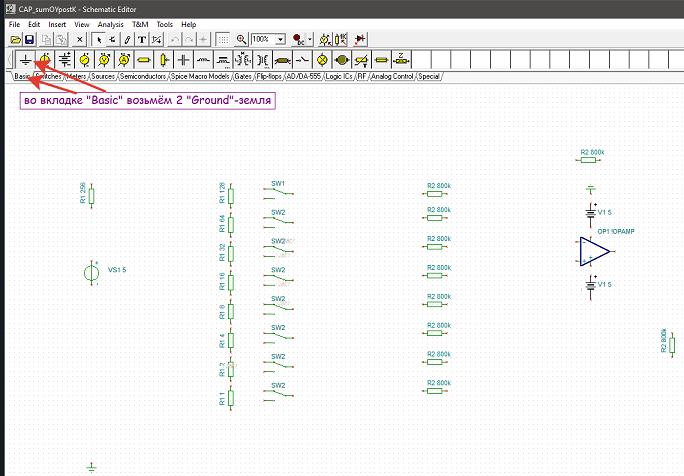 CAP_sumOYpostK - Schematic Editor
File Edit Insert View Analysis T&M Tools Help
100% DC
Basic Switches Meters Sources Semiconductors Spice Macro Models Gates Flip-flops AD/DA-555 Logic ICs RF Analog Control Special
во вкладке "Basic" возьмём 2 "Ground"-земля
R2 800k
R1 256 R1 128 SW1 R2 800k
V1 5
R1 64 SW2 R2 800k
OP1 !OPAMP
R1 32 SW2 R2 800k
VS1 5 R1 16 SW2 R2 800k
V1 5
R1 8 SW2 R2 800k
R1 4 SW2 R2 800k
R2 800k
R1 2 SW2 R2 800k
R1 1 SW2 R2 800k